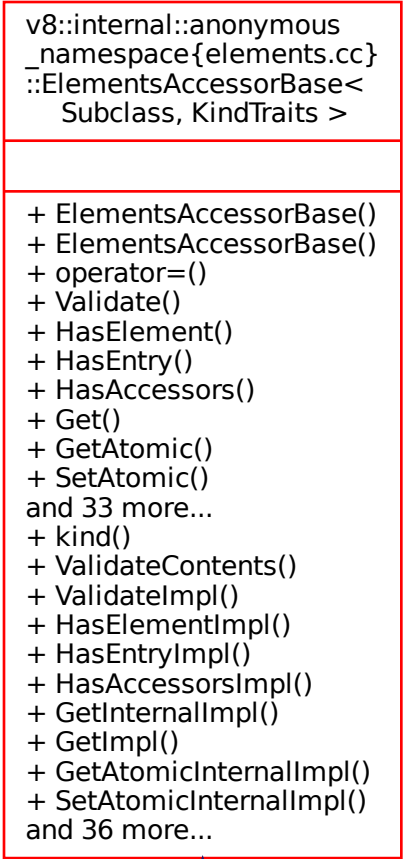 v8::internal::anonymous
_namespace{elements.cc}
::ElementsAccessorBase<
Subclass, KindTraits >
+ ElementsAccessorBase()
+ ElementsAccessorBase()
+ operator=()
+ Validate()
+ HasElement()
+ HasEntry()
+ HasAccessors()
+ Get()
+ GetAtomic()
+ SetAtomic()
and 33 more...
+ kind()
+ ValidateContents()
+ ValidateImpl()
+ HasElementImpl()
+ HasEntryImpl()
+ HasAccessorsImpl()
+ GetInternalImpl()
+ GetImpl()
+ GetAtomicInternalImpl()
+ SetAtomicInternalImpl()
and 36 more...